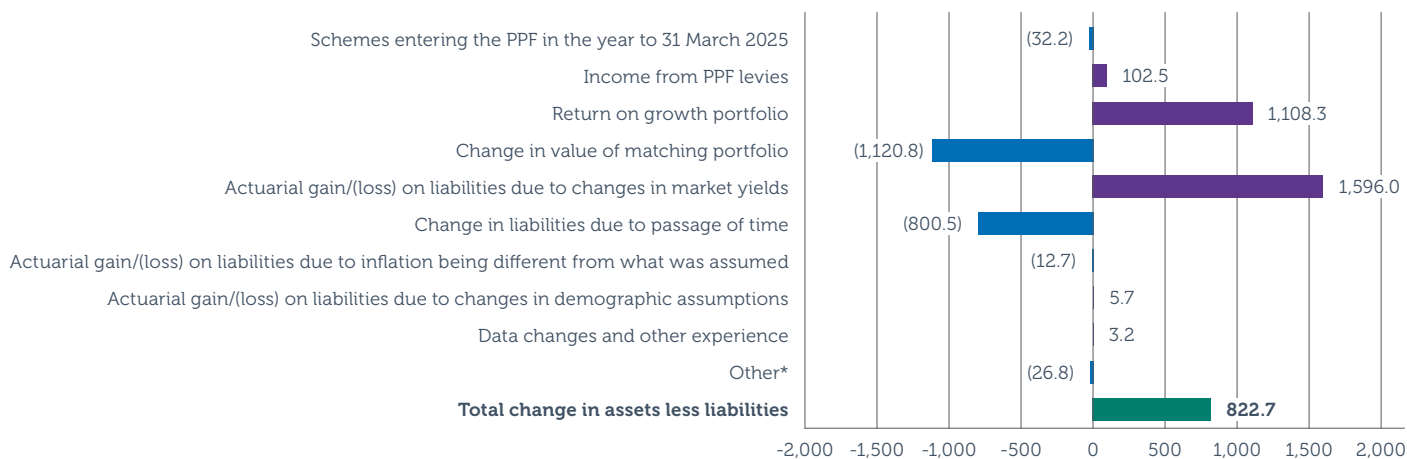 Schemes entering the PPF in the year to 31 March 2025 (32.2)
Income from PPF levies 102.5
Return on growth portfolio 1,108.3
Change in value of matching portfolio (1,120.8)
Actuarial gain/(loss) on liabilities due to changes in market yields 1,596.0
Change in liabilities due to passage of time (800.5)
Actuarial gain/(loss) on liabilities due to inflation being different from what was assumed (12.7)
Actuarial gain/(loss) on liabilities due to changes in demographic assumptions 5.7
Data changes and other experience 3.2
Other* (26.8)
Total change in assets less liabilities 822.7
-2,000 -1,500 -1,000 -500 0 500 1,000 1,500 2,000